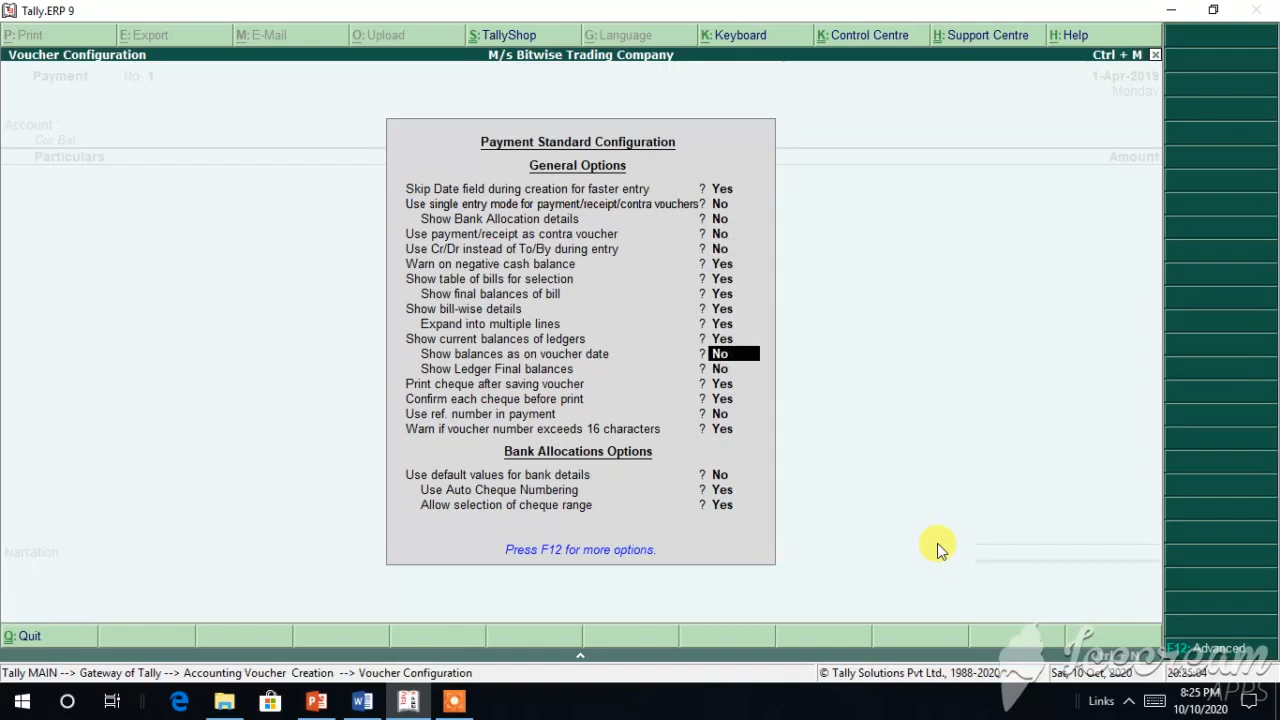 Tally.ERP 9
P: Print
E: Export
M: E-Mail
O: Upload
S: TallyShop
G: Language
K: Keyboard
K: Control Centre
H: Support Centre
H: Help
Voucher Configuration
M/s Bitwise Trading Company
Ctrl + M
Payment No. 1
1-Apr-2019
Monday
Account :
Cur Bal:
Particulars
Amount
Payment Standard Configuration
General Options
Skip Date field during creation for faster entry ? Yes
Use single entry mode for payment/receipt/contra vouchers? No
Show Bank Allocation details ? No
Use payment/receipt as contra voucher ? No
Use Cr/Dr instead of To/By during entry ? No
Warn on negative cash balance ? Yes
Show table of bills for selection ? Yes
Show final balances of bill ? Yes
Show bill-wise details ? Yes
Expand into multiple lines ? Yes
Show current balances of ledgers ? Yes
Show balances as on voucher date ? No
Show Ledger Final balances ? No
Print cheque after saving voucher ? Yes
Confirm each cheque before print ? Yes
Use ref. number in payment ? No
Warn if voucher number exceeds 16 characters ? Yes
Bank Allocations Options
Use default values for bank details ? No
Use Auto Cheque Numbering ? Yes
Allow selection of cheque range ? Yes
Press F12 for more options.
Narration:
Q: Quit
F12: Advanced
Tally MAIN --> Gateway of Tally --> Accounting Voucher Creation --> Voucher Configuration
© Tally Solutions Pvt Ltd., 1988-2020
Sat, 10 Oct, 2020
20:25:04
Icecream
APPS
Links
8:25 PM
10/10/2020